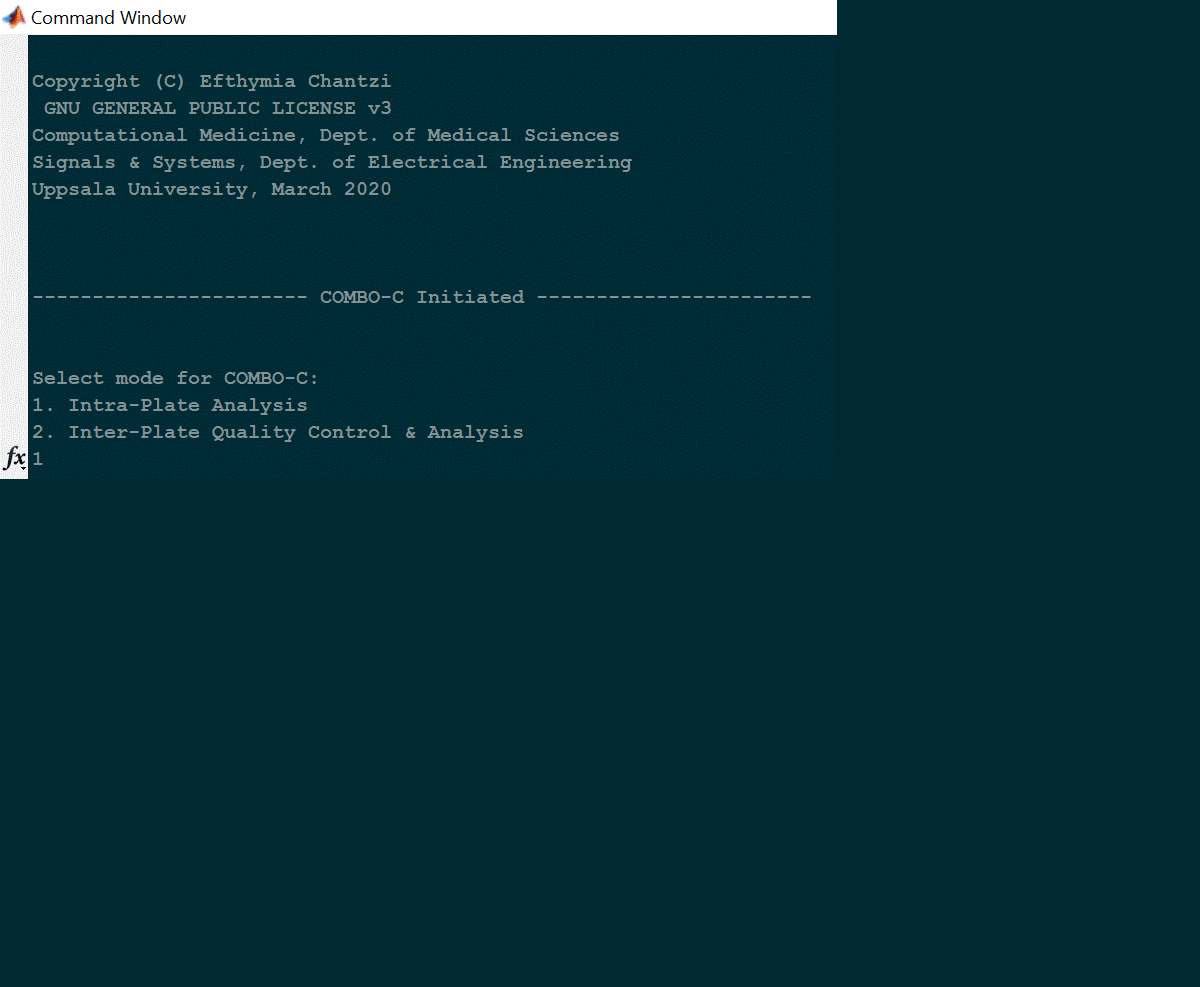 Command Window
Copyright (C) Efthymia Chantzi
GNU GENERAL PUBLIC LICENSE v3
Computational Medicine, Dept. of Medical Sciences
Signals & Systems, Dept. of Electrical Engineering
Uppsala University, March 2020
----------------------- COMBO-C Initiated -----------------------
Select mode for COMBO-C:
1. Intra-Plate Analysis
2. Inter-Plate Quality Control & Analysis
fx 1